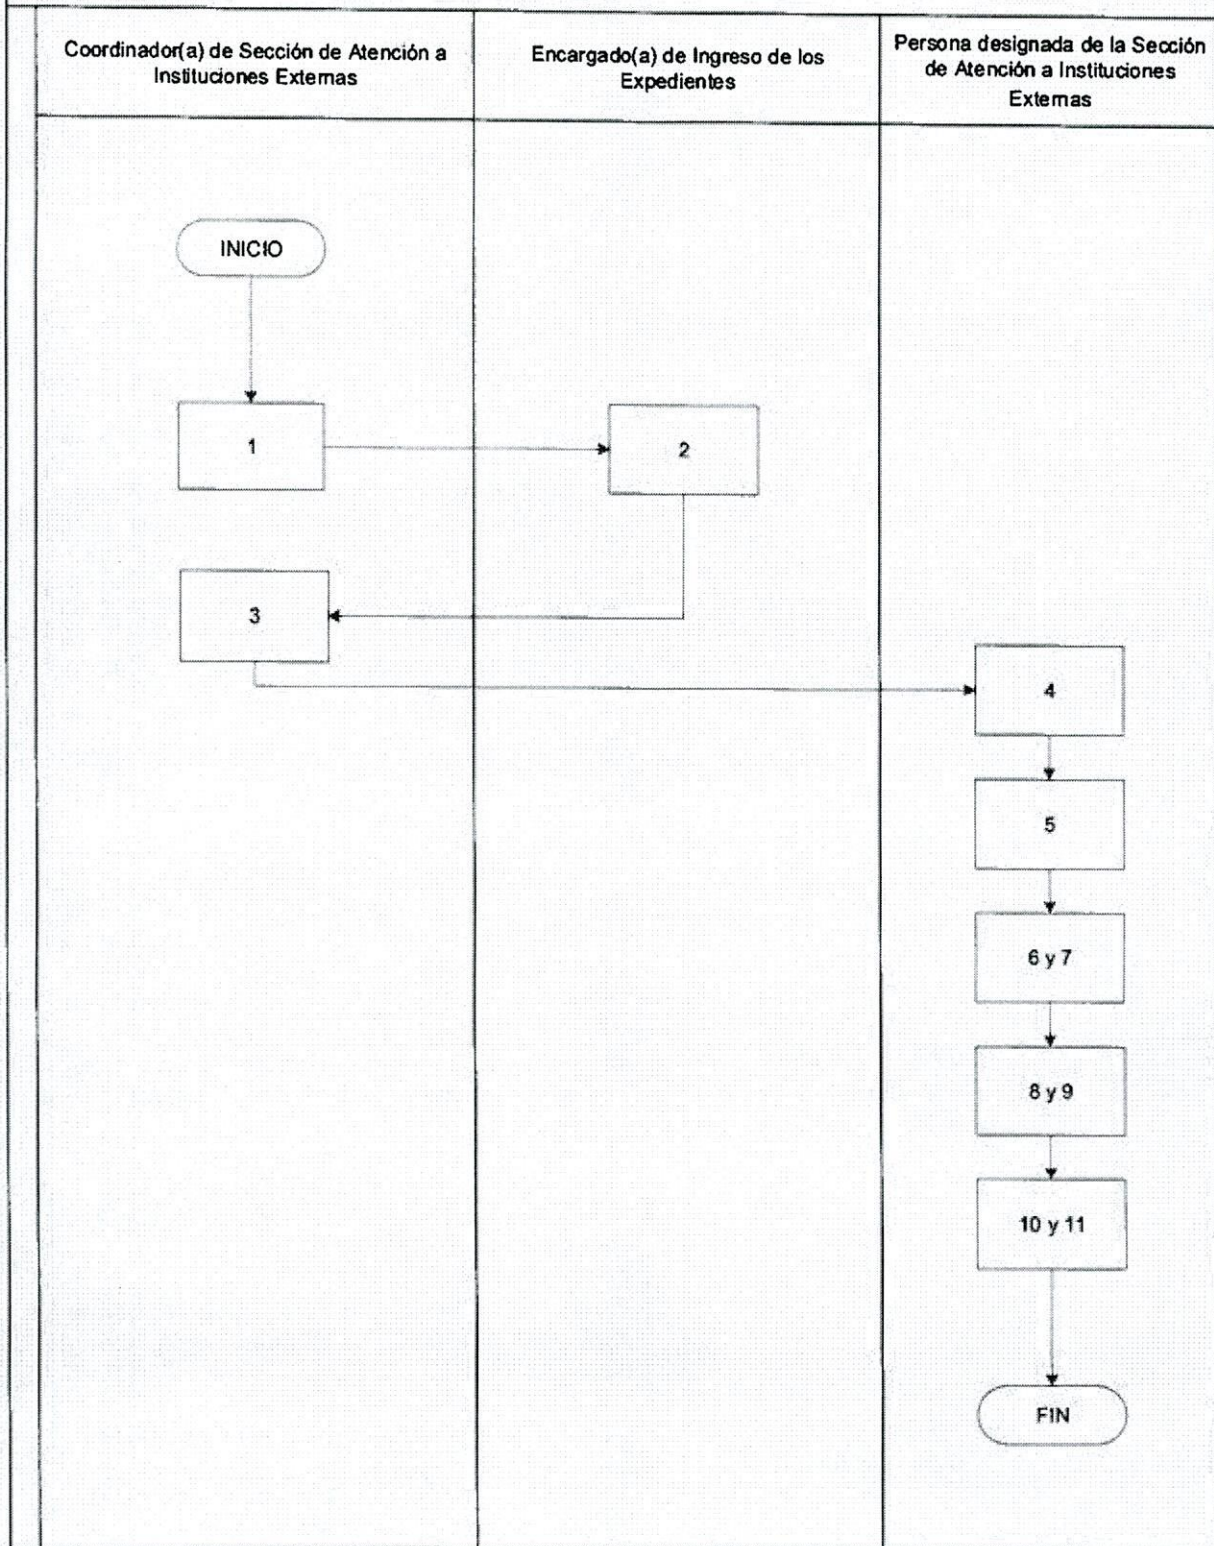 Coordinador(a) de Sección de Atención a
Instituciones Externas
Encargado(a) de Ingreso de los
Expedientes
Persona designada de la Sección
de Atención a Instituciones
Externas
INICIO
1
2
3
4
5
6 y 7
8 y 9
10 y 11
FIN